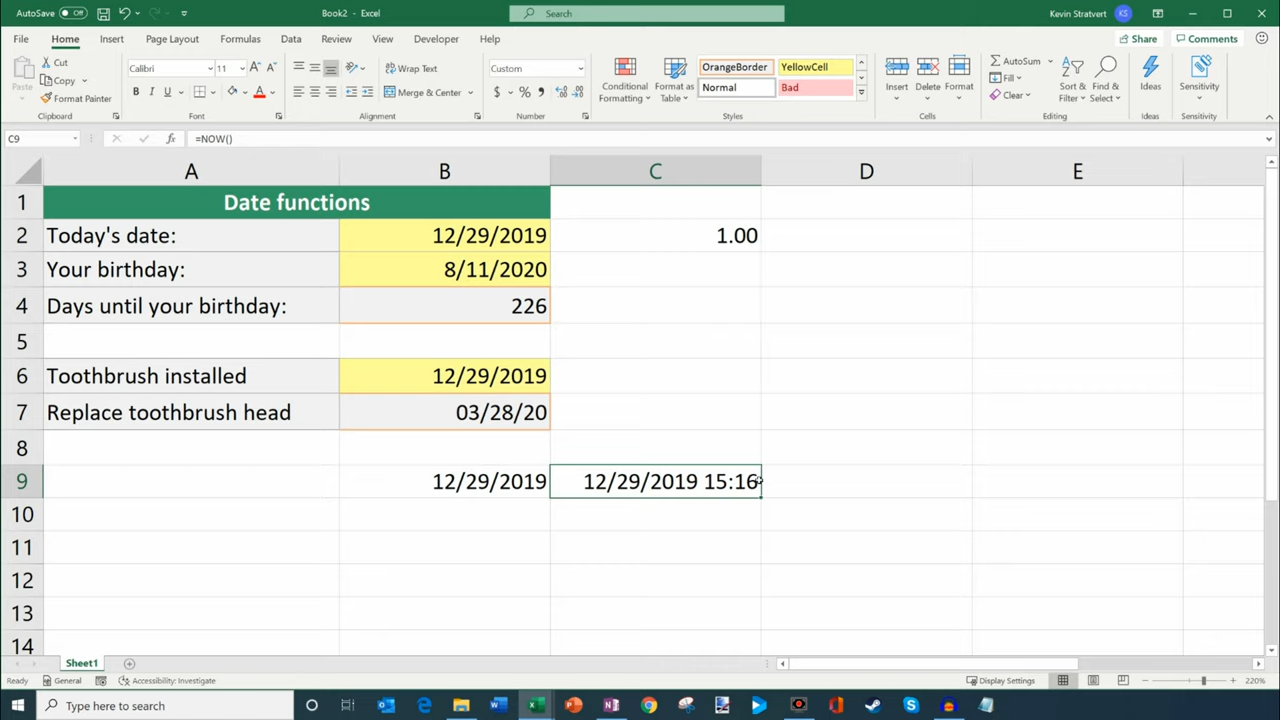 AutoSave Off Book2 - Excel Search Kevin Stratvert KS
File Home Insert Draw Page Layout Formulas Data Review View Developer Help Share Comments
Paste Cut Copy Format Painter Clipboard
Calibri 11 B I U A Font
Wrap Text Merge & Center Alignment
Custom $ % , Number
Conditional Formatting Format as Table OrangeBorder YellowCell Normal Bad Styles
Insert Delete Format Cells
AutoSum Fill Clear Sort & Filter Find & Select Editing
Ideas Ideas
Sensitivity Sensitivity
C9 fx =NOW()
A B C D E
1 Date functions
2 Today's date: 12/29/2019 1.00
3 Your birthday: 8/11/2020
4 Days until your birthday: 226
5
6 Toothbrush installed 12/29/2019
7 Replace toothbrush head 03/28/20
8
9 12/29/2019 12/29/2019 15:16
10
11
12
13
14
Sheet1
Ready General Accessibility: Investigate Display Settings 220%
Type here to search